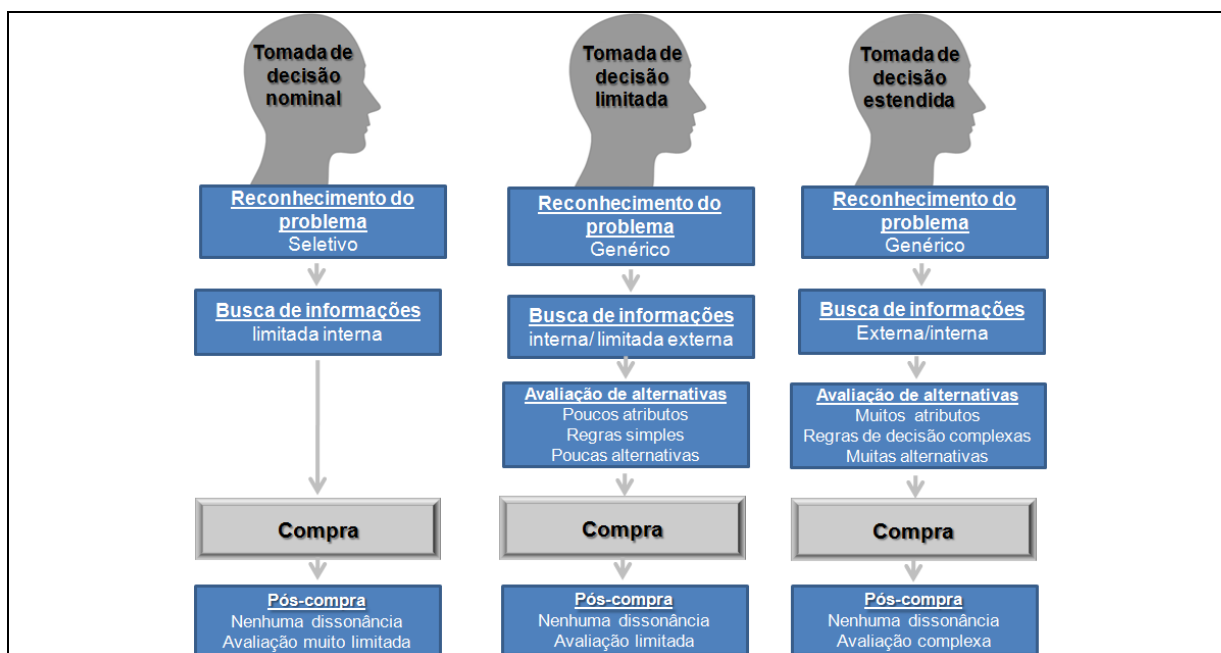 Tomada de
decisão
nominal
Reconhecimento do
problema
Seletivo
Busca de informações
limitada interna
Compra
Pós-compra
Nenhuma dissonância
Avaliação muito limitada
Tomada de
decisão
limitada
Reconhecimento do
problema
Genérico
Busca de informações
interna/ limitada externa
Avaliação de alternativas
Poucos atributos
Regras simples
Poucas alternativas
Compra
Pós-compra
Nenhuma dissonância
Avaliação limitada
Tomada de
decisão
estendida
Reconhecimento do
problema
Genérico
Busca de informações
Externa/interna
Avaliação de alternativas
Muitos atributos
Regras de decisão complexas
Muitas alternativas
Compra
Pós-compra
Nenhuma dissonância
Avaliação complexa